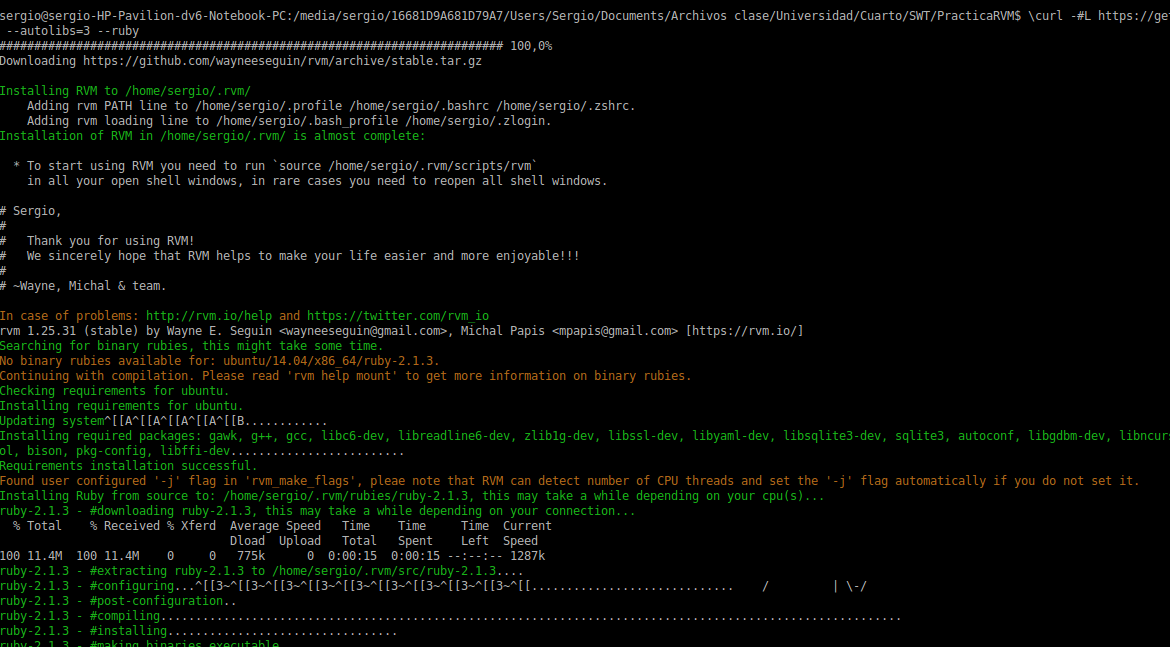 sergio@sergio-HP-Pavilion-dv6-Notebook-PC:/media/sergio/16681D9A681D79A7/Users/Sergio/Documents/Archivos clase/Universidad/Cuarto/SWT/PracticaRVM$ \curl -#L https://get
 --autolibs=3 --ruby
######################################################################## 100,0%
Downloading https://github.com/wayneeseguin/rvm/archive/stable.tar.gz

Installing RVM to /home/sergio/.rvm/
    Adding rvm PATH line to /home/sergio/.profile /home/sergio/.bashrc /home/sergio/.zshrc.
    Adding rvm loading line to /home/sergio/.bash_profile /home/sergio/.zlogin.
Installation of RVM in /home/sergio/.rvm/ is almost complete:

  * To start using RVM you need to run `source /home/sergio/.rvm/scripts/rvm`
    in all your open shell windows, in rare cases you need to reopen all shell windows.

# Sergio,
#
#   Thank you for using RVM!
#   We sincerely hope that RVM helps to make your life easier and more enjoyable!!!
#
# ~Wayne, Michal & team.

In case of problems: http://rvm.io/help and https://twitter.com/rvm_io
rvm 1.25.31 (stable) by Wayne E. Seguin <wayneeseguin@gmail.com>, Michal Papis <mpapis@gmail.com> [https://rvm.io/]
Searching for binary rubies, this might take some time.
No binary rubies available for: ubuntu/14.04/x86_64/ruby-2.1.3.
Continuing with compilation. Please read 'rvm help mount' to get more information on binary rubies.
Checking requirements for ubuntu.
Installing requirements for ubuntu.
Updating system^[[A^[[A^[[A^[[A^[[B............
Installing required packages: gawk, g++, gcc, libc6-dev, libreadline6-dev, zlib1g-dev, libssl-dev, libyaml-dev, libsqlite3-dev, sqlite3, autoconf, libgdbm-dev, libncurs
ol, bison, pkg-config, libffi-dev.........................
Requirements installation successful.
Found user configured '-j' flag in 'rvm_make_flags', pleae note that RVM can detect number of CPU threads and set the '-j' flag automatically if you do not set it.
Installing Ruby from source to: /home/sergio/.rvm/rubies/ruby-2.1.3, this may take a while depending on your cpu(s)...
ruby-2.1.3 - #downloading ruby-2.1.3, this may take a while depending on your connection...
  % Total    % Received % Xferd  Average Speed   Time    Time     Time  Current
                                 Dload  Upload   Total   Spent    Left  Speed
100 11.4M  100 11.4M    0     0   775k      0  0:00:15  0:00:15 --:--:-- 1287k
ruby-2.1.3 - #extracting ruby-2.1.3 to /home/sergio/.rvm/src/ruby-2.1.3....
ruby-2.1.3 - #configuring...^[[3~^[[3~^[[3~^[[3~^[[3~^[[3~^[[3~^[[3~^[[3~^[[3~^[[3~^[[.............................    /         | \-/
ruby-2.1.3 - #post-configuration..
ruby-2.1.3 - #compiling..........................................................................................................
ruby-2.1.3 - #installing.................................
ruby-2.1.3 - #making binaries executable